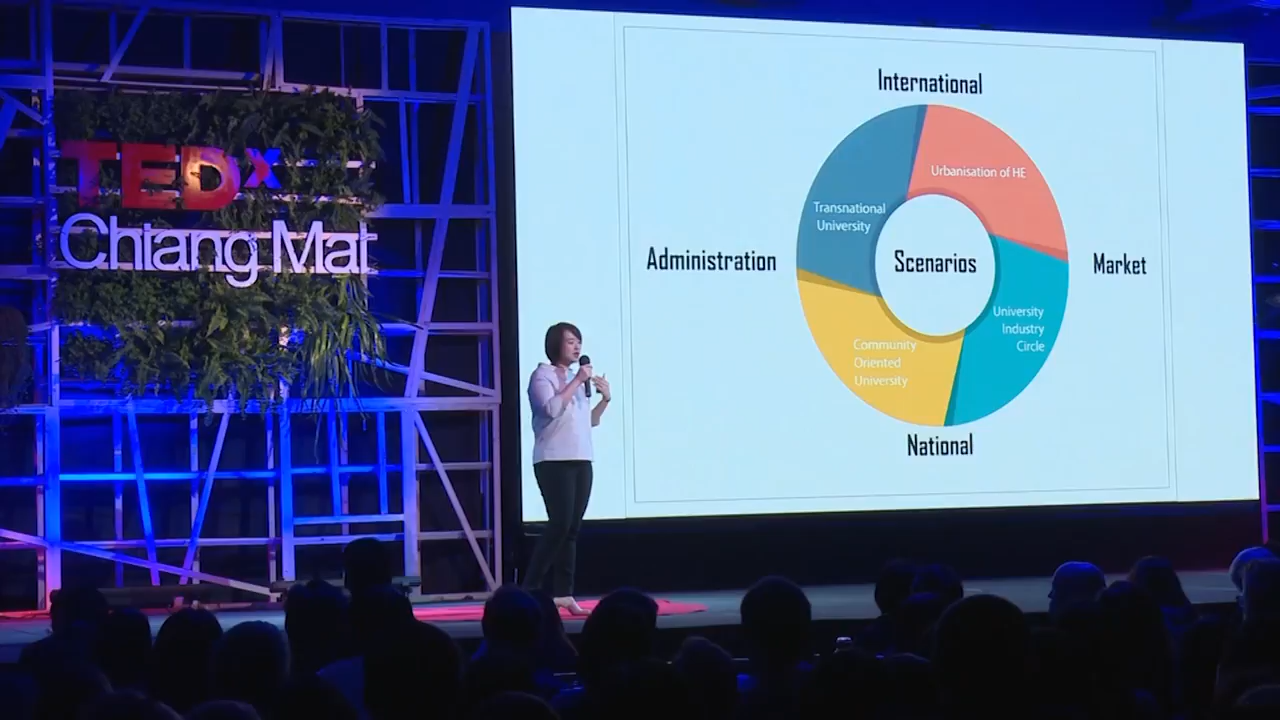 TEDx
Chiang Mai
International
Urbanisation of HE
Transnational
University
Administration
Scenarios
Market
University
Industry
Circle
Community
Oriented
University
National